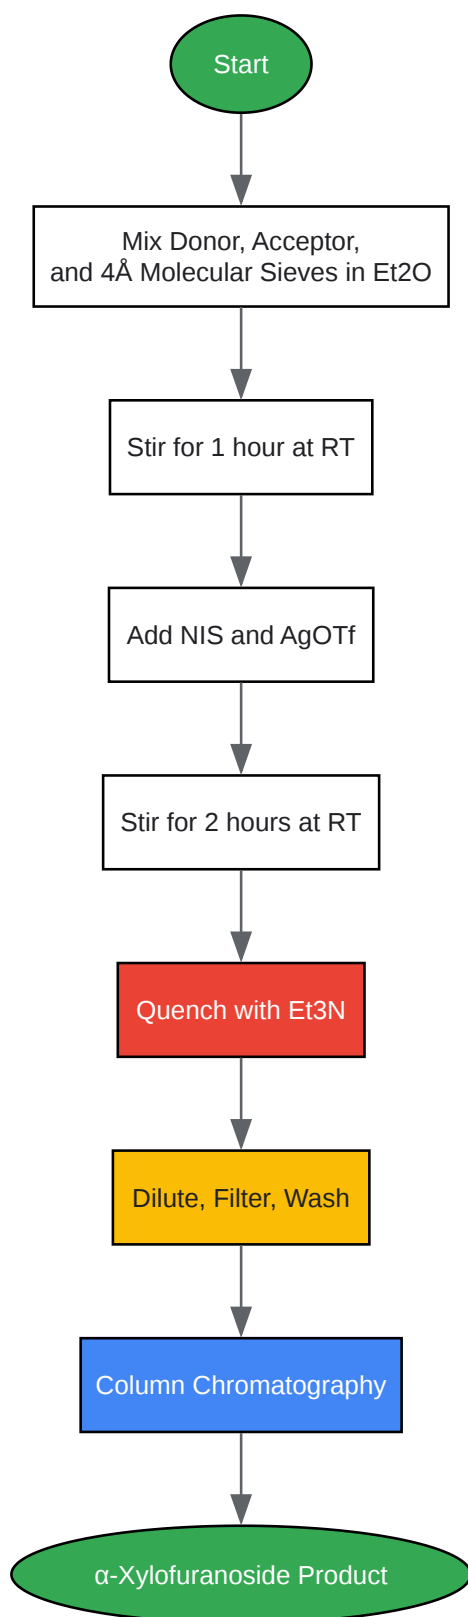 Start
Mix Donor, Acceptor,
and 4Å Molecular Sieves in Et2O
Stir for 1 hour at RT
Add NIS and AgOTf
Stir for 2 hours at RT
Quench with Et3N
Dilute, Filter, Wash
Column Chromatography
α-Xylofuranoside Product